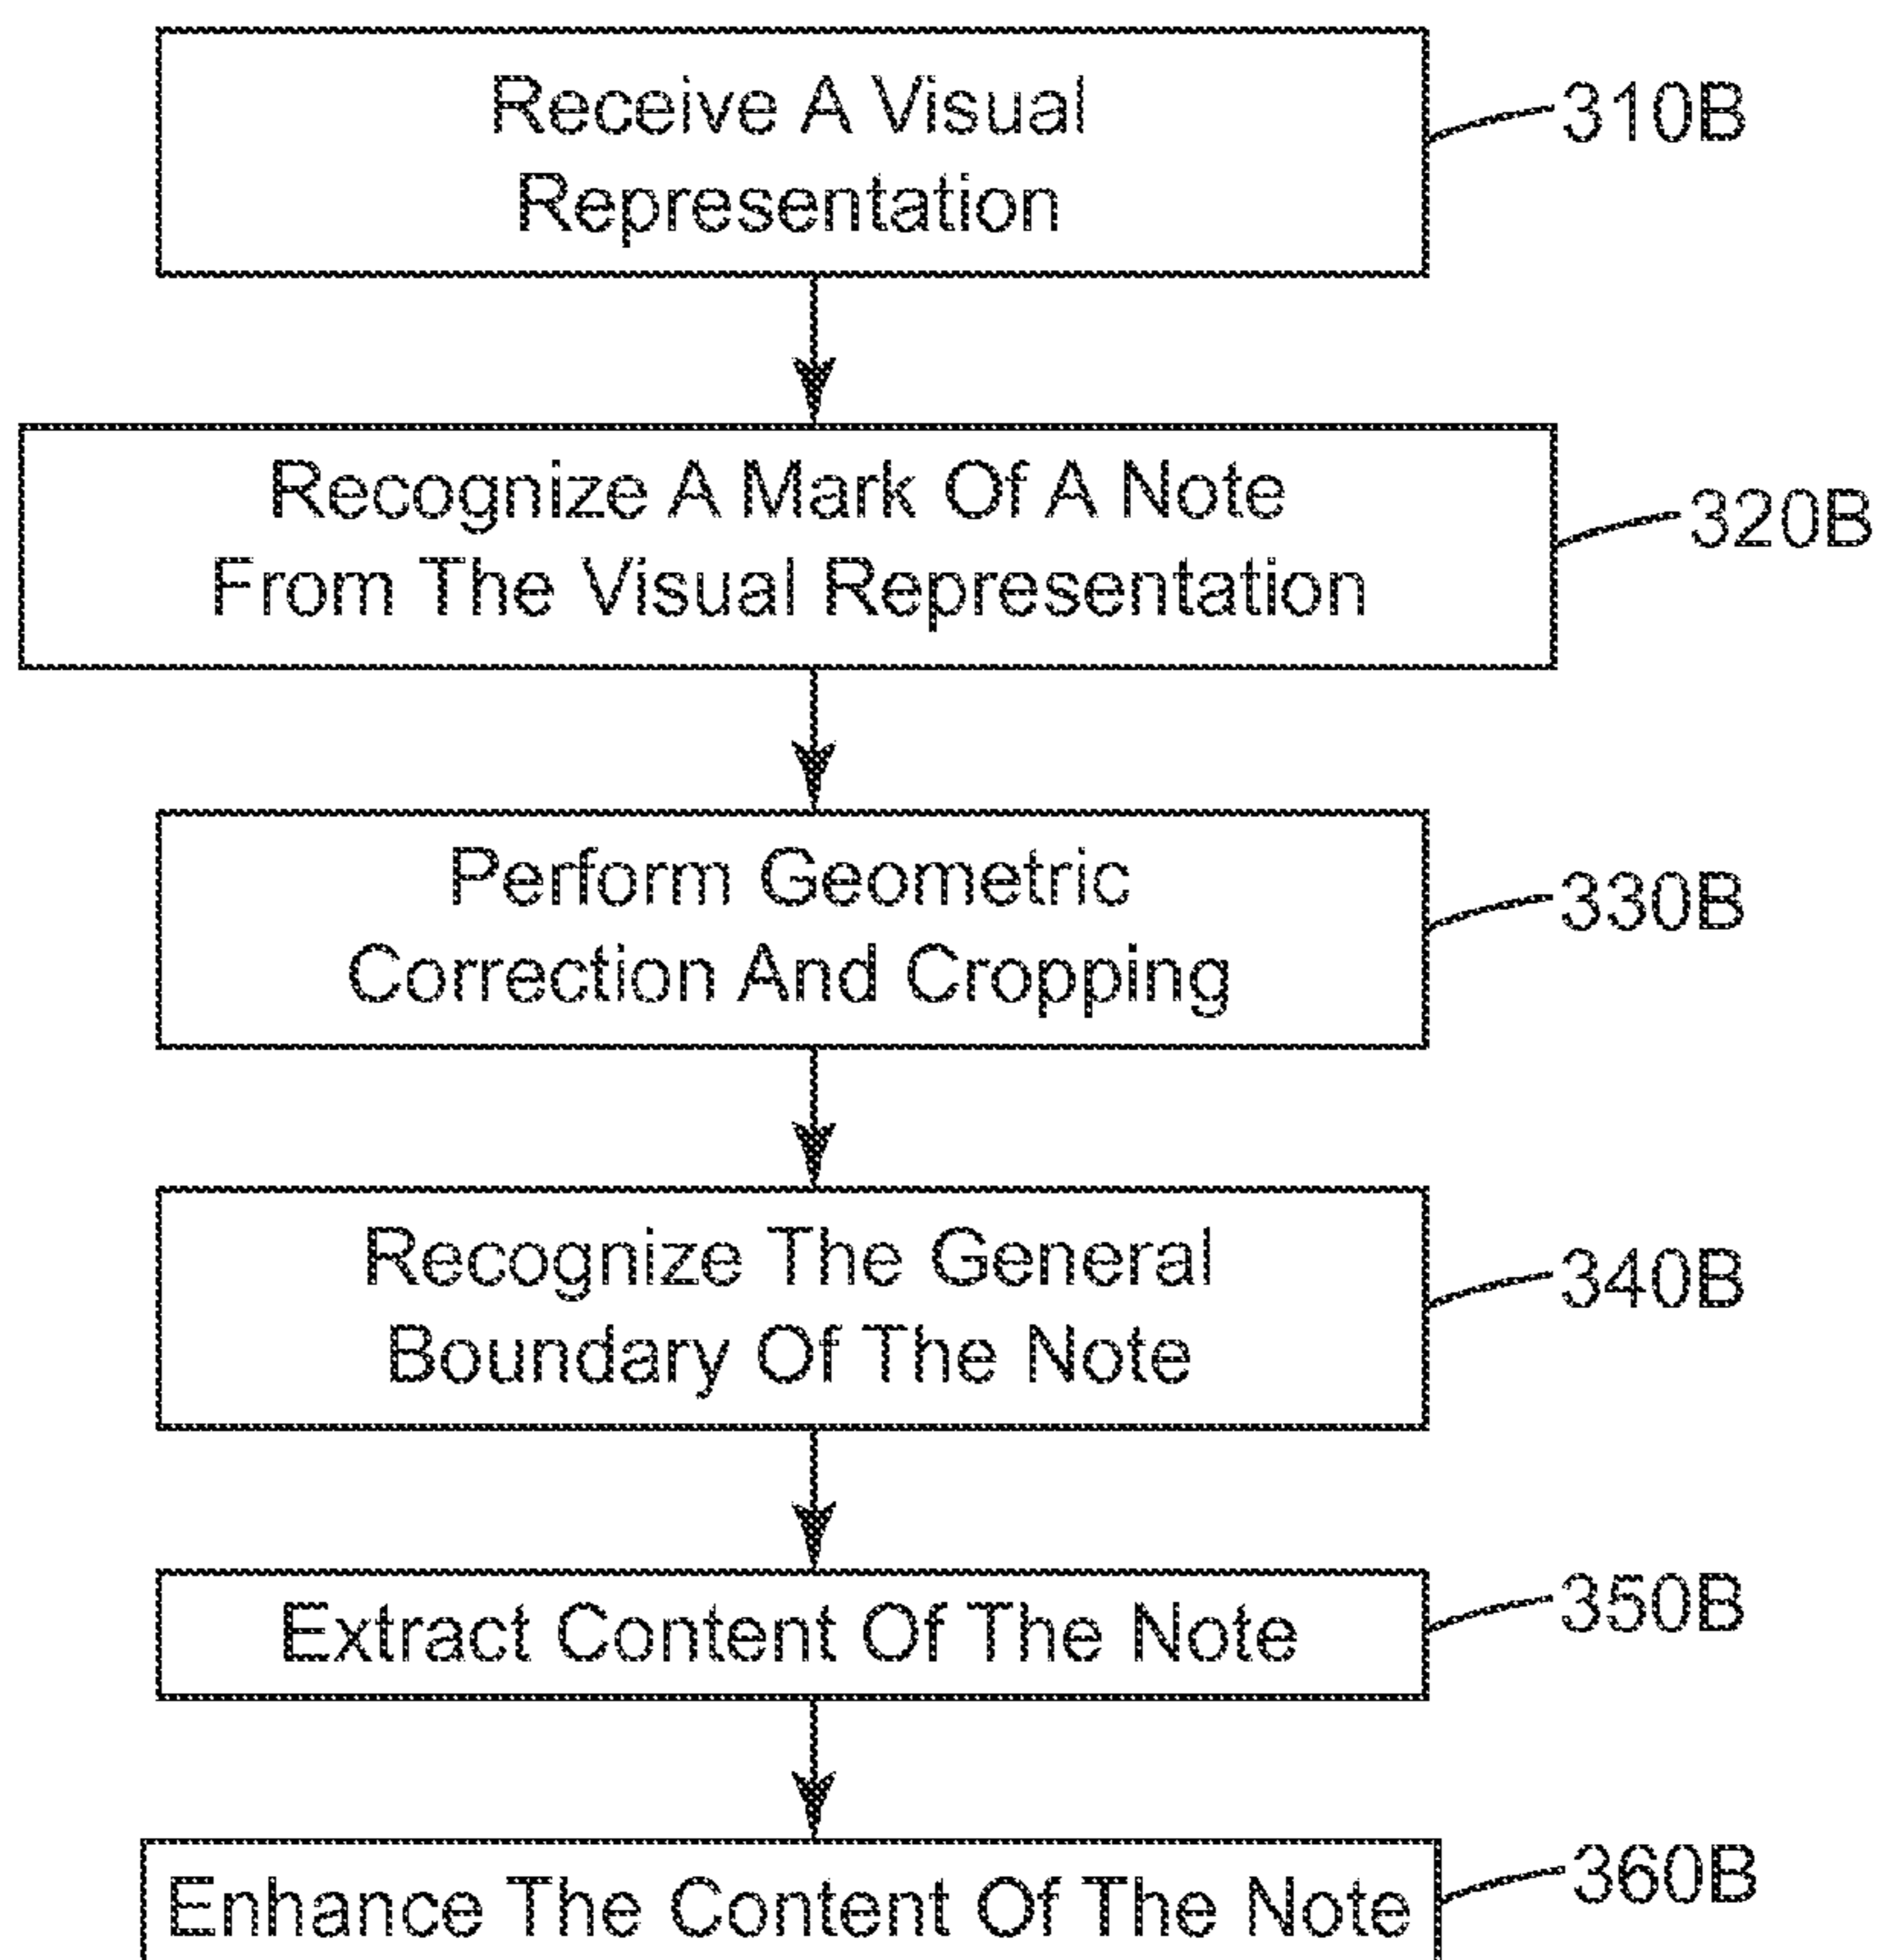 Receive A Visual
Representation
310B
Recognize A Mark Of A Note
From The Visual Representation
320B
Perform Geometric
Correction And Cropping
330B
Recognize The General
Boundary Of The Note
340B
Extract Content Of The Note
350B
Enhance The Content Of The Note
360B